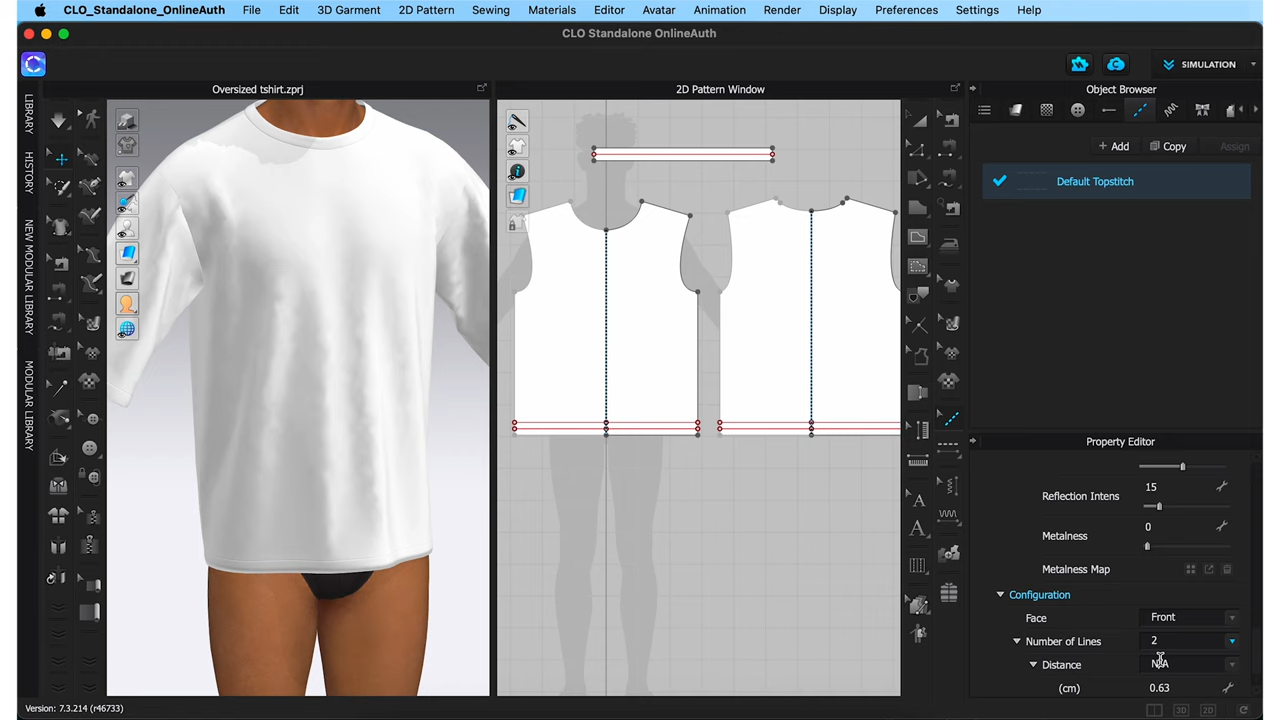 CLO_Standalone_OnlineAuth File Edit 3D Garment 2D Pattern Sewing Materials Editor Avatar Animation Render Display Preferences Settings Help
CLO Standalone OnlineAuth
SIMULATION
Oversized tshirt.zprj
2D Pattern Window
Object Browser
LIBRARY
HISTORY
NEW MODULAR LIBRARY
MODULAR LIBRARY
+ Add
Copy
Assign
Default Topstitch
Property Editor
Reflection Intens 15
Metalness 0
Metalness Map
Configuration
Face Front
Number of Lines 2
Distance N/A
(cm) 0.63
Version: 7.3.214 (r46733)
3D
2D